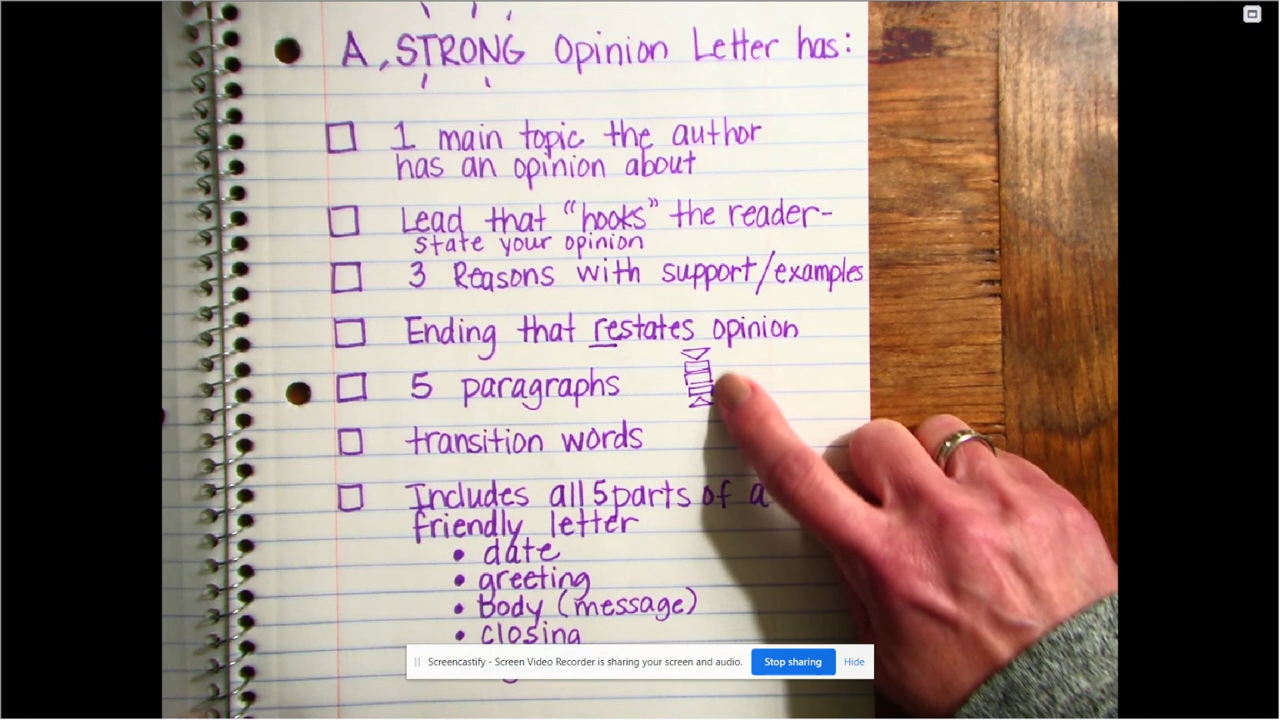 A STRONG Opinion Letter has:
1 main topic the author
has an opinion about
Lead that "hooks" the reader-
state your opinion
3 Reasons with support/examples
Ending that restates opinion
5 paragraphs
transition words
Includes all 5 parts of a
friendly letter
• date
• greeting
• body (message)
• closing
Screencastify - Screen Video Recorder is sharing your screen and audio.
Stop sharing
Hide